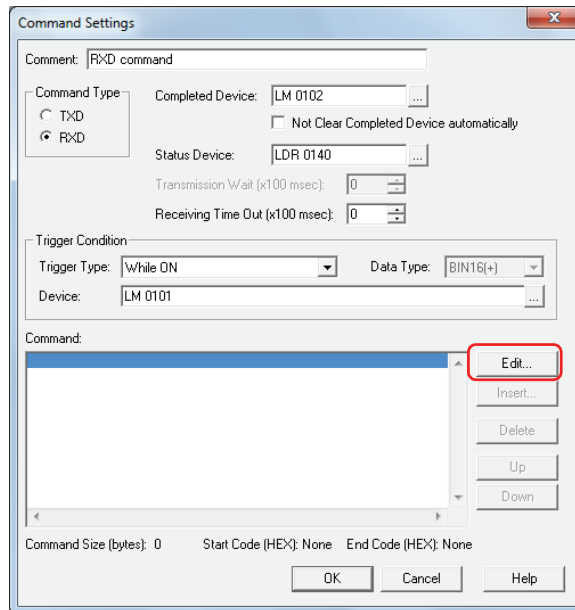 Command Settings
Comment: RXD command
Command Type
TXD
RXD
Completed Device: LM 0102 ...
Not Clear Completed Device automatically
Status Device: LDR 0140 ...
Transmission Wait (x100 msec): 0
Receiving Time Out (x100 msec): 0
Trigger Condition
Trigger Type: While ON Data Type: BIN16(+)
Device: LM 0101 ...
Command:
Edit...
Insert...
Delete
Up
Down
Command Size (bytes): 0 Start Code (HEX): None End Code (HEX): None
OK Cancel Help